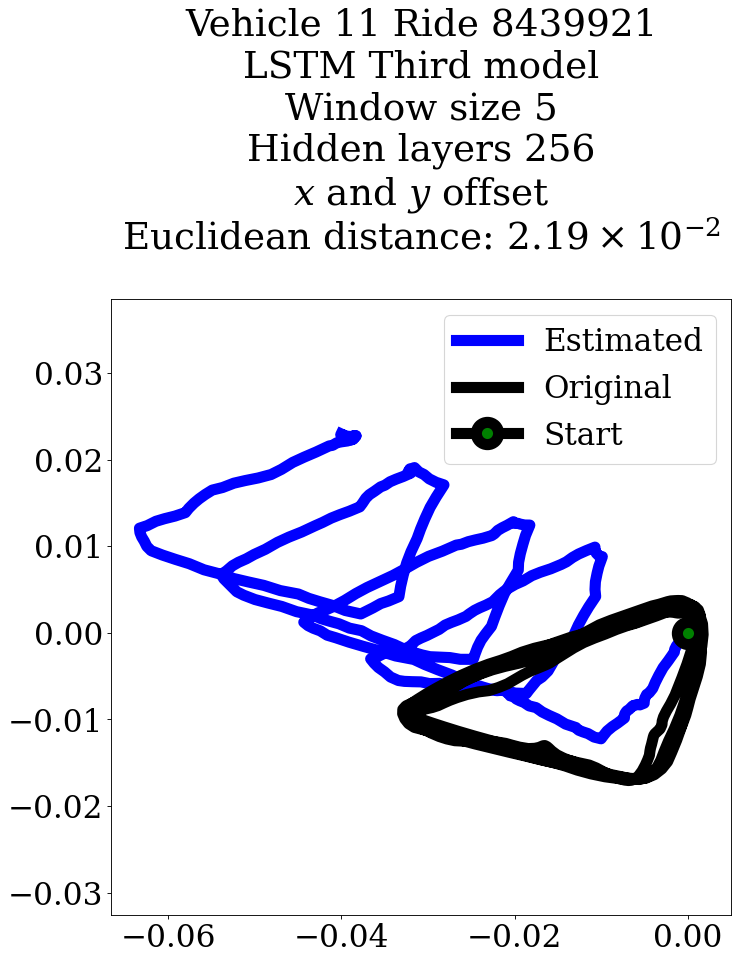 Vehicle 11 Ride 8439921
LSTM Third model
Window size 5
Hidden layers 256
x and y offset
Euclidean distance: 2.19 × 10⁻²
Estimated
Original
Start
0.03
0.02
0.01
0.00
−0.01
−0.02
−0.03
−0.06 −0.04 −0.02 0.00